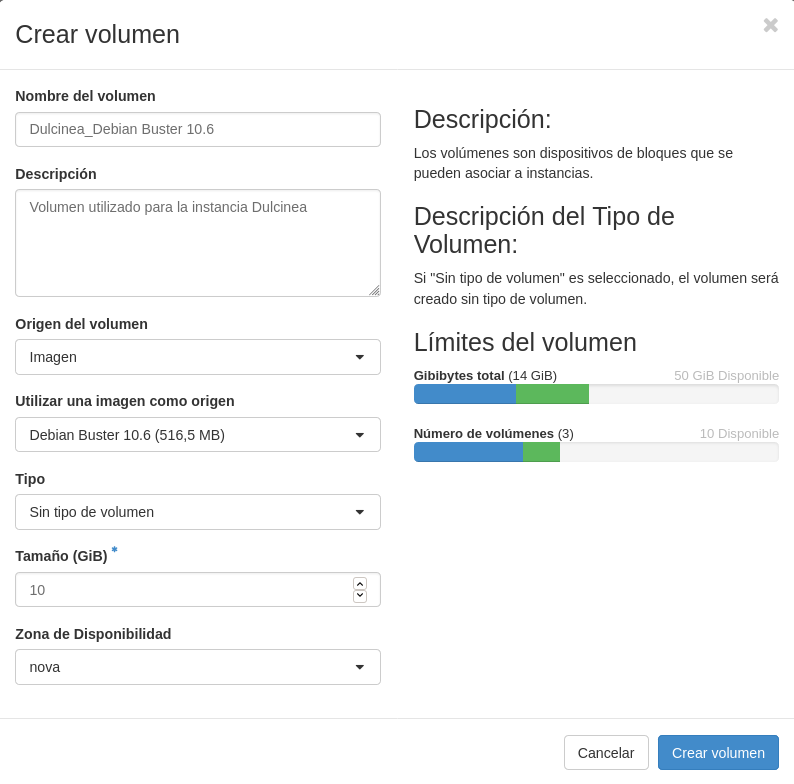 Crear volumen
Nombre del volumen
Dulcinea_Debian Buster 10.6
Descripción
Volumen utilizado para la instancia Dulcinea
Origen del volumen
Imagen
Utilizar una imagen como origen
Debian Buster 10.6 (516,5 MB)
Tipo
Sin tipo de volumen
Tamaño (GiB) *
10
Zona de Disponibilidad
nova
Descripción:
Los volúmenes son dispositivos de bloques que se
pueden asociar a instancias.
Descripción del Tipo de
Volumen:
Si "Sin tipo de volumen" es seleccionado, el volumen será
creado sin tipo de volumen.
Límites del volumen
Gibibytes total (14 GiB) 50 GiB Disponible
Número de volúmenes (3) 10 Disponible
Cancelar Crear volumen